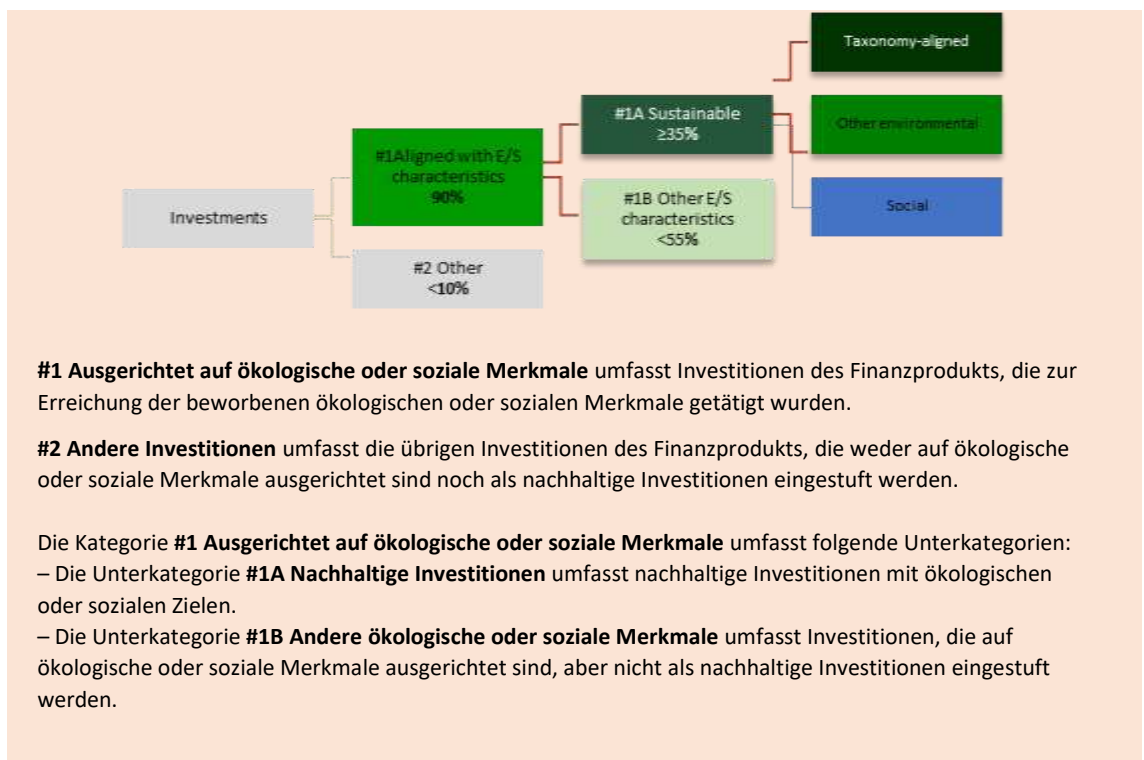 Taxonomy-aligned
#1A Sustainable
≥35%
Other environmental
#1Aligned with E/S
characteristics
90%
#1B Other E/S
characteristics
<55%
Social
Investments
#2 Other
<10%
#1 Ausgerichtet auf ökologische oder soziale Merkmale umfasst Investitionen des Finanzprodukts, die zur
Erreichung der beworbenen ökologischen oder sozialen Merkmale getätigt wurden.
#2 Andere Investitionen umfasst die übrigen Investitionen des Finanzprodukts, die weder auf ökologische
oder soziale Merkmale ausgerichtet sind noch als nachhaltige Investitionen eingestuft werden.
Die Kategorie #1 Ausgerichtet auf ökologische oder soziale Merkmale umfasst folgende Unterkategorien:
– Die Unterkategorie #1A Nachhaltige Investitionen umfasst nachhaltige Investitionen mit ökologischen
oder sozialen Zielen.
– Die Unterkategorie #1B Andere ökologische oder soziale Merkmale umfasst Investitionen, die auf
ökologische oder soziale Merkmale ausgerichtet sind, aber nicht als nachhaltige Investitionen eingestuft
werden.